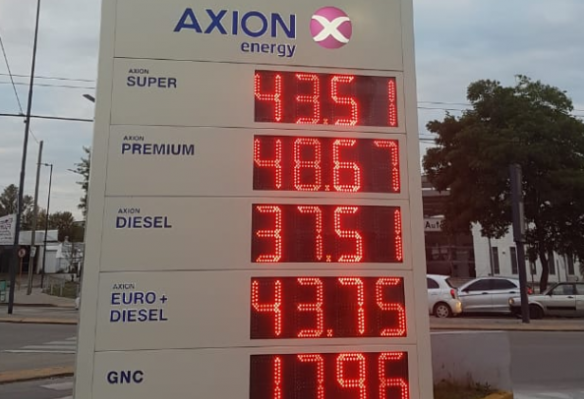 AXION
energy
AXION
SUPER
43.51
AXION
PREMIUM
48.67
AXION
DIESEL
37.51
AXION
EURO+
DIESEL
43.75
GNC
17.96
Aut